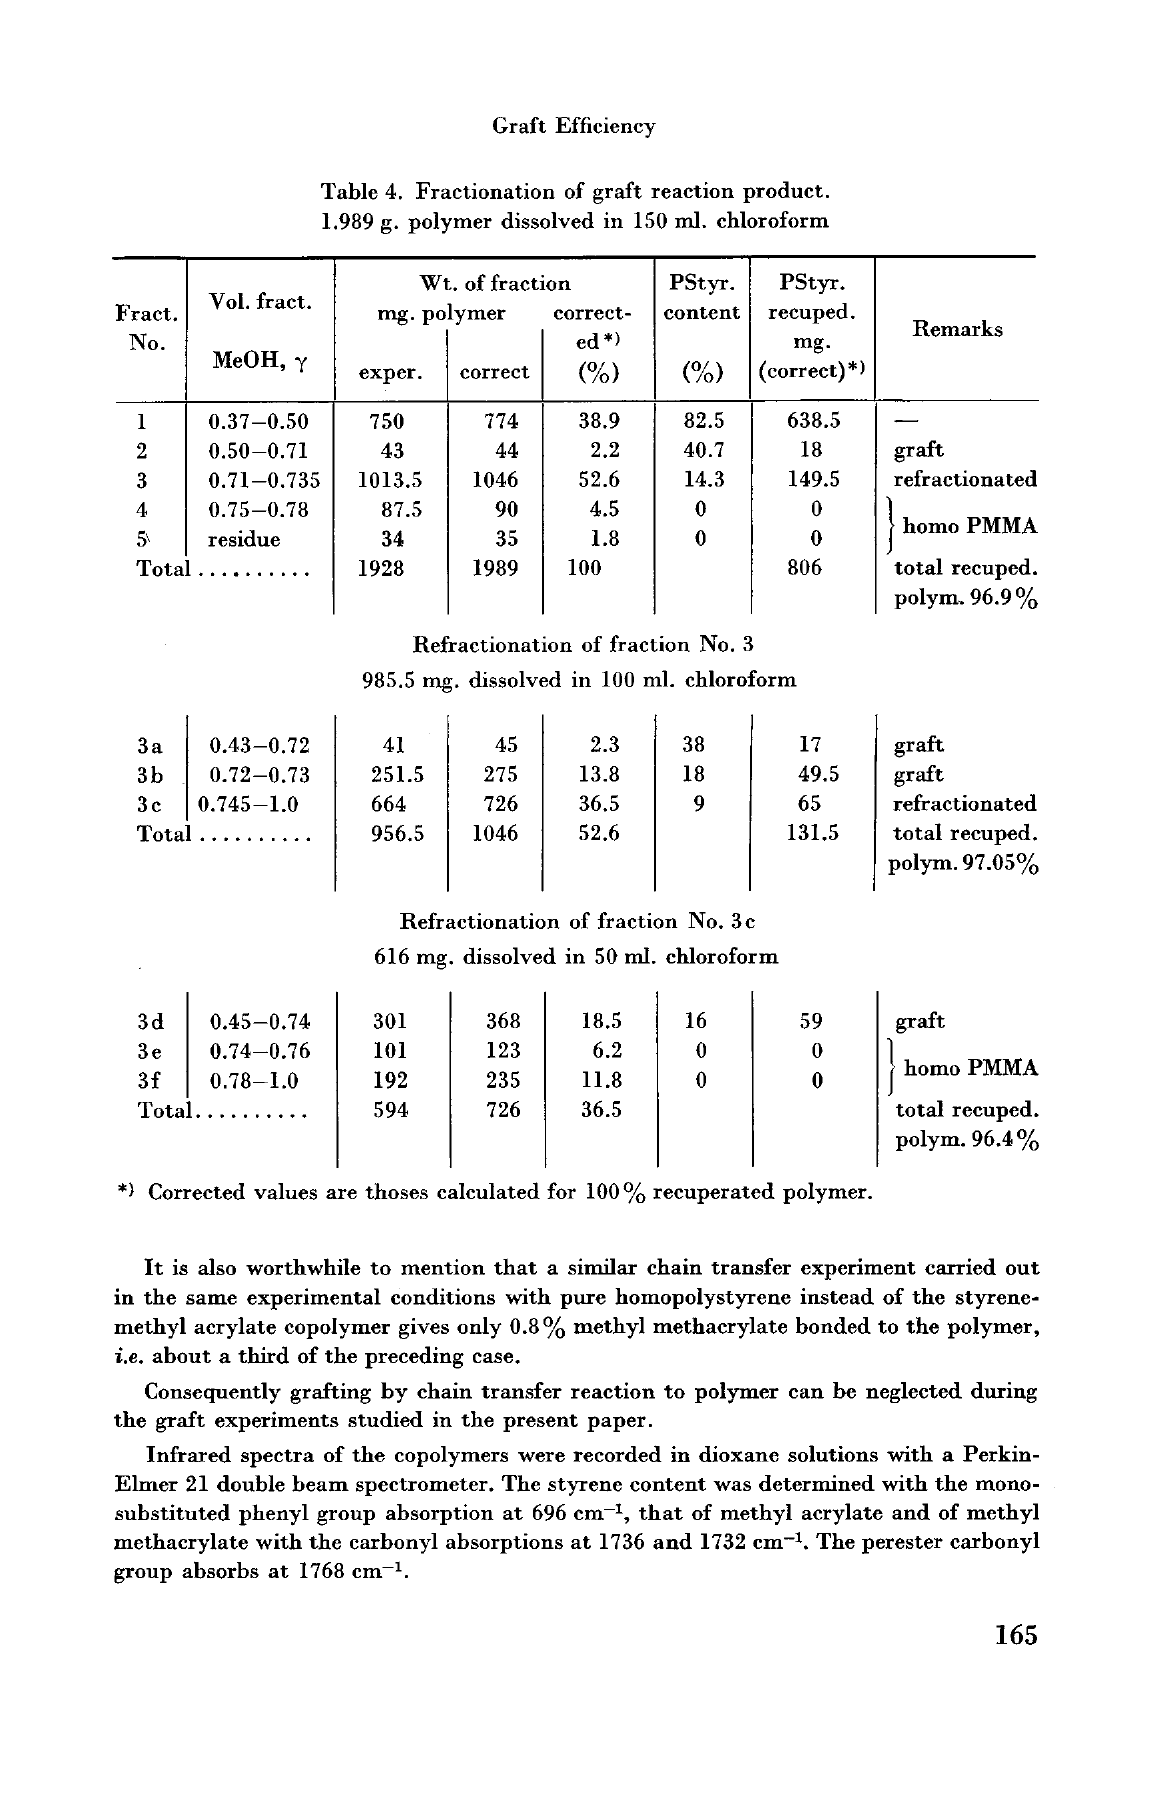 Graft Efficiency
Table 4. Fractionation of graft reaction product.
1.989 g. polymer dissolved in 150 ml. chloroform
Fract. No. Vol. fract. MeOH, γ Wt. of fraction mg. polymer exper. correct correct-ed*) (%) PStyr. content (%) PStyr. recuped. mg. (correct)*) Remarks
1 0.37–0.50 750 774 38.9 82.5 638.5 —
2 0.50–0.71 43 44 2.2 40.7 18 graft
3 0.71–0.735 1013.5 1046 52.6 14.3 149.5 refractionated
4 0.75–0.78 87.5 90 4.5 0 0
} homo PMMA
5 residue 34 35 1.8 0 0
Total .......... 1928 1989 100 806 total recuped.
polym. 96.9%
Refractionation of fraction No. 3
985.5 mg. dissolved in 100 ml. chloroform
3a 0.43–0.72 41 45 2.3 38 17 graft
3b 0.72–0.73 251.5 275 13.8 18 49.5 graft
3c 0.745–1.0 664 726 36.5 9 65 refractionated
Total .......... 956.5 1046 52.6 131.5 total recuped.
polym. 97.05%
Refractionation of fraction No. 3c
616 mg. dissolved in 50 ml. chloroform
3d 0.45–0.74 301 368 18.5 16 59 graft
3e 0.74–0.76 101 123 6.2 0 0
} homo PMMA
3f 0.78–1.0 192 235 11.8 0 0
Total.......... 594 726 36.5 total recuped.
polym. 96.4%
*) Corrected values are thoses calculated for 100% recuperated polymer.
It is also worthwhile to mention that a similar chain transfer experiment carried out
in the same experimental conditions with pure homopolystyrene instead of the styrene-
methyl acrylate copolymer gives only 0.8% methyl methacrylate bonded to the polymer,
i.e. about a third of the preceding case.
Consequently grafting by chain transfer reaction to polymer can be neglected during
the graft experiments studied in the present paper.
Infrared spectra of the copolymers were recorded in dioxane solutions with a Perkin-
Elmer 21 double beam spectrometer. The styrene content was determined with the mono-
substituted phenyl group absorption at 696 cm⁻¹, that of methyl acrylate and of methyl
methacrylate with the carbonyl absorptions at 1736 and 1732 cm⁻¹. The perester carbonyl
group absorbs at 1768 cm⁻¹.
165